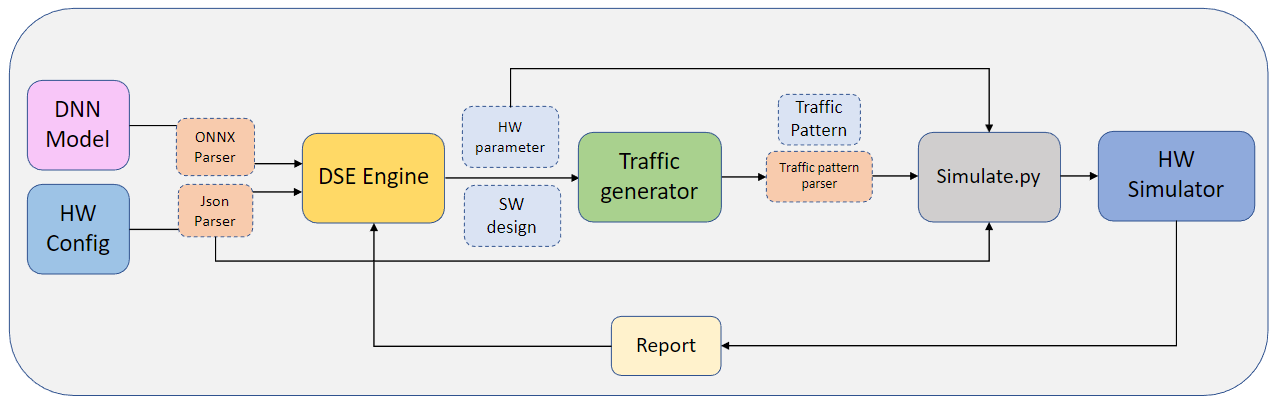 DNN
Model
HW
Config
ONNX
Parser
Json
Parser
DSE Engine
HW
parameter
SW
design
Traffic
generator
Traffic
Pattern
Traffic pattern
parser
Simulate.py
HW
Simulator
Report